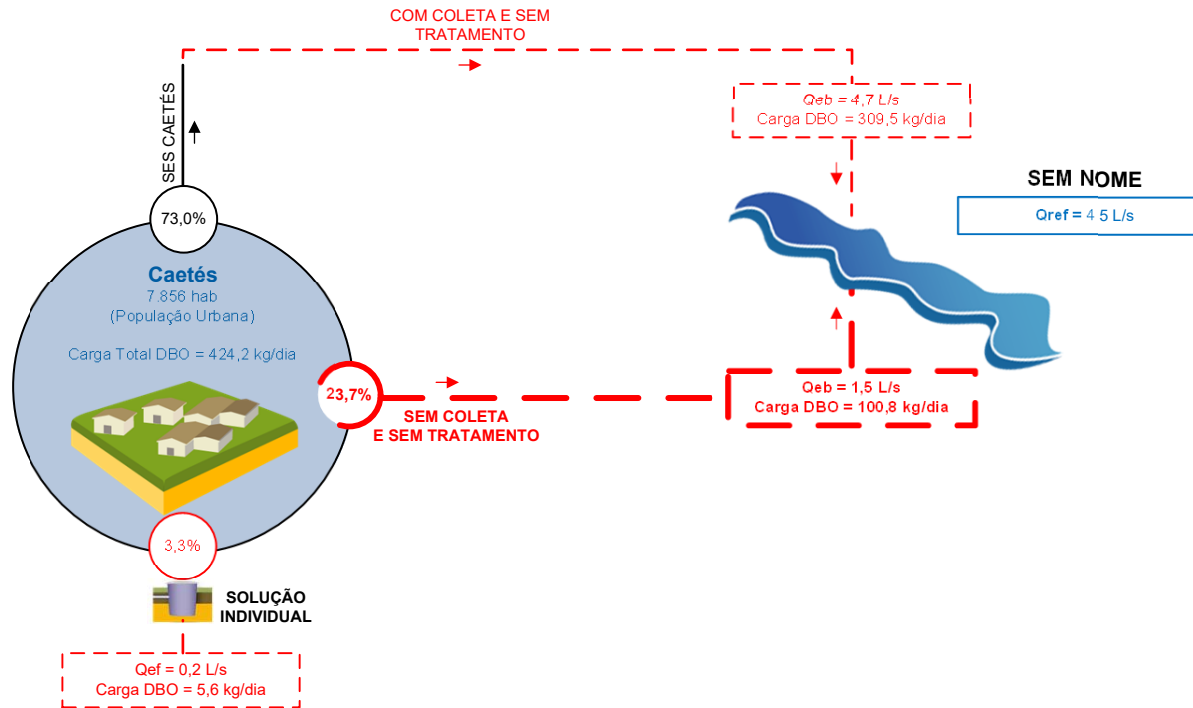 COM COLETA E SEM
TRATAMENTO
Qeb = 4,7 L/s
Carga DBO = 309,5 kg/dia
SES CAETÉS
SEM NOME
Qref = 4 5 L/s
73,0%
Caetés
7.856 hab
(População Urbana)
Carga Total DBO = 424,2 kg/dia
23,7%
SEM COLETA
E SEM TRATAMENTO
Qeb = 1,5 L/s
Carga DBO = 100,8 kg/dia
3,3%
SOLUÇÃO
INDIVIDUAL
Qef = 0,2 L/s
Carga DBO = 5,6 kg/dia